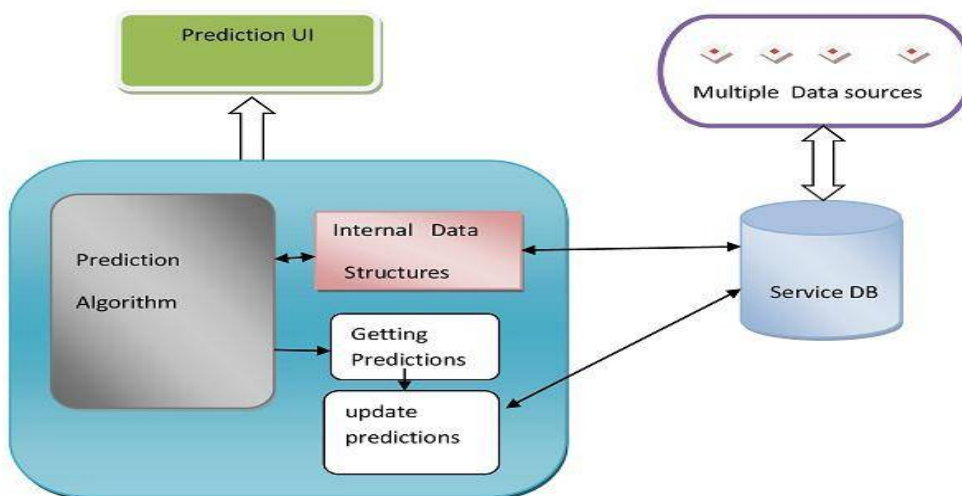 Prediction UI
Multiple Data sources
Prediction
Algorithm
Internal Data
Structures
Getting
Predictions
update
predictions
Service DB